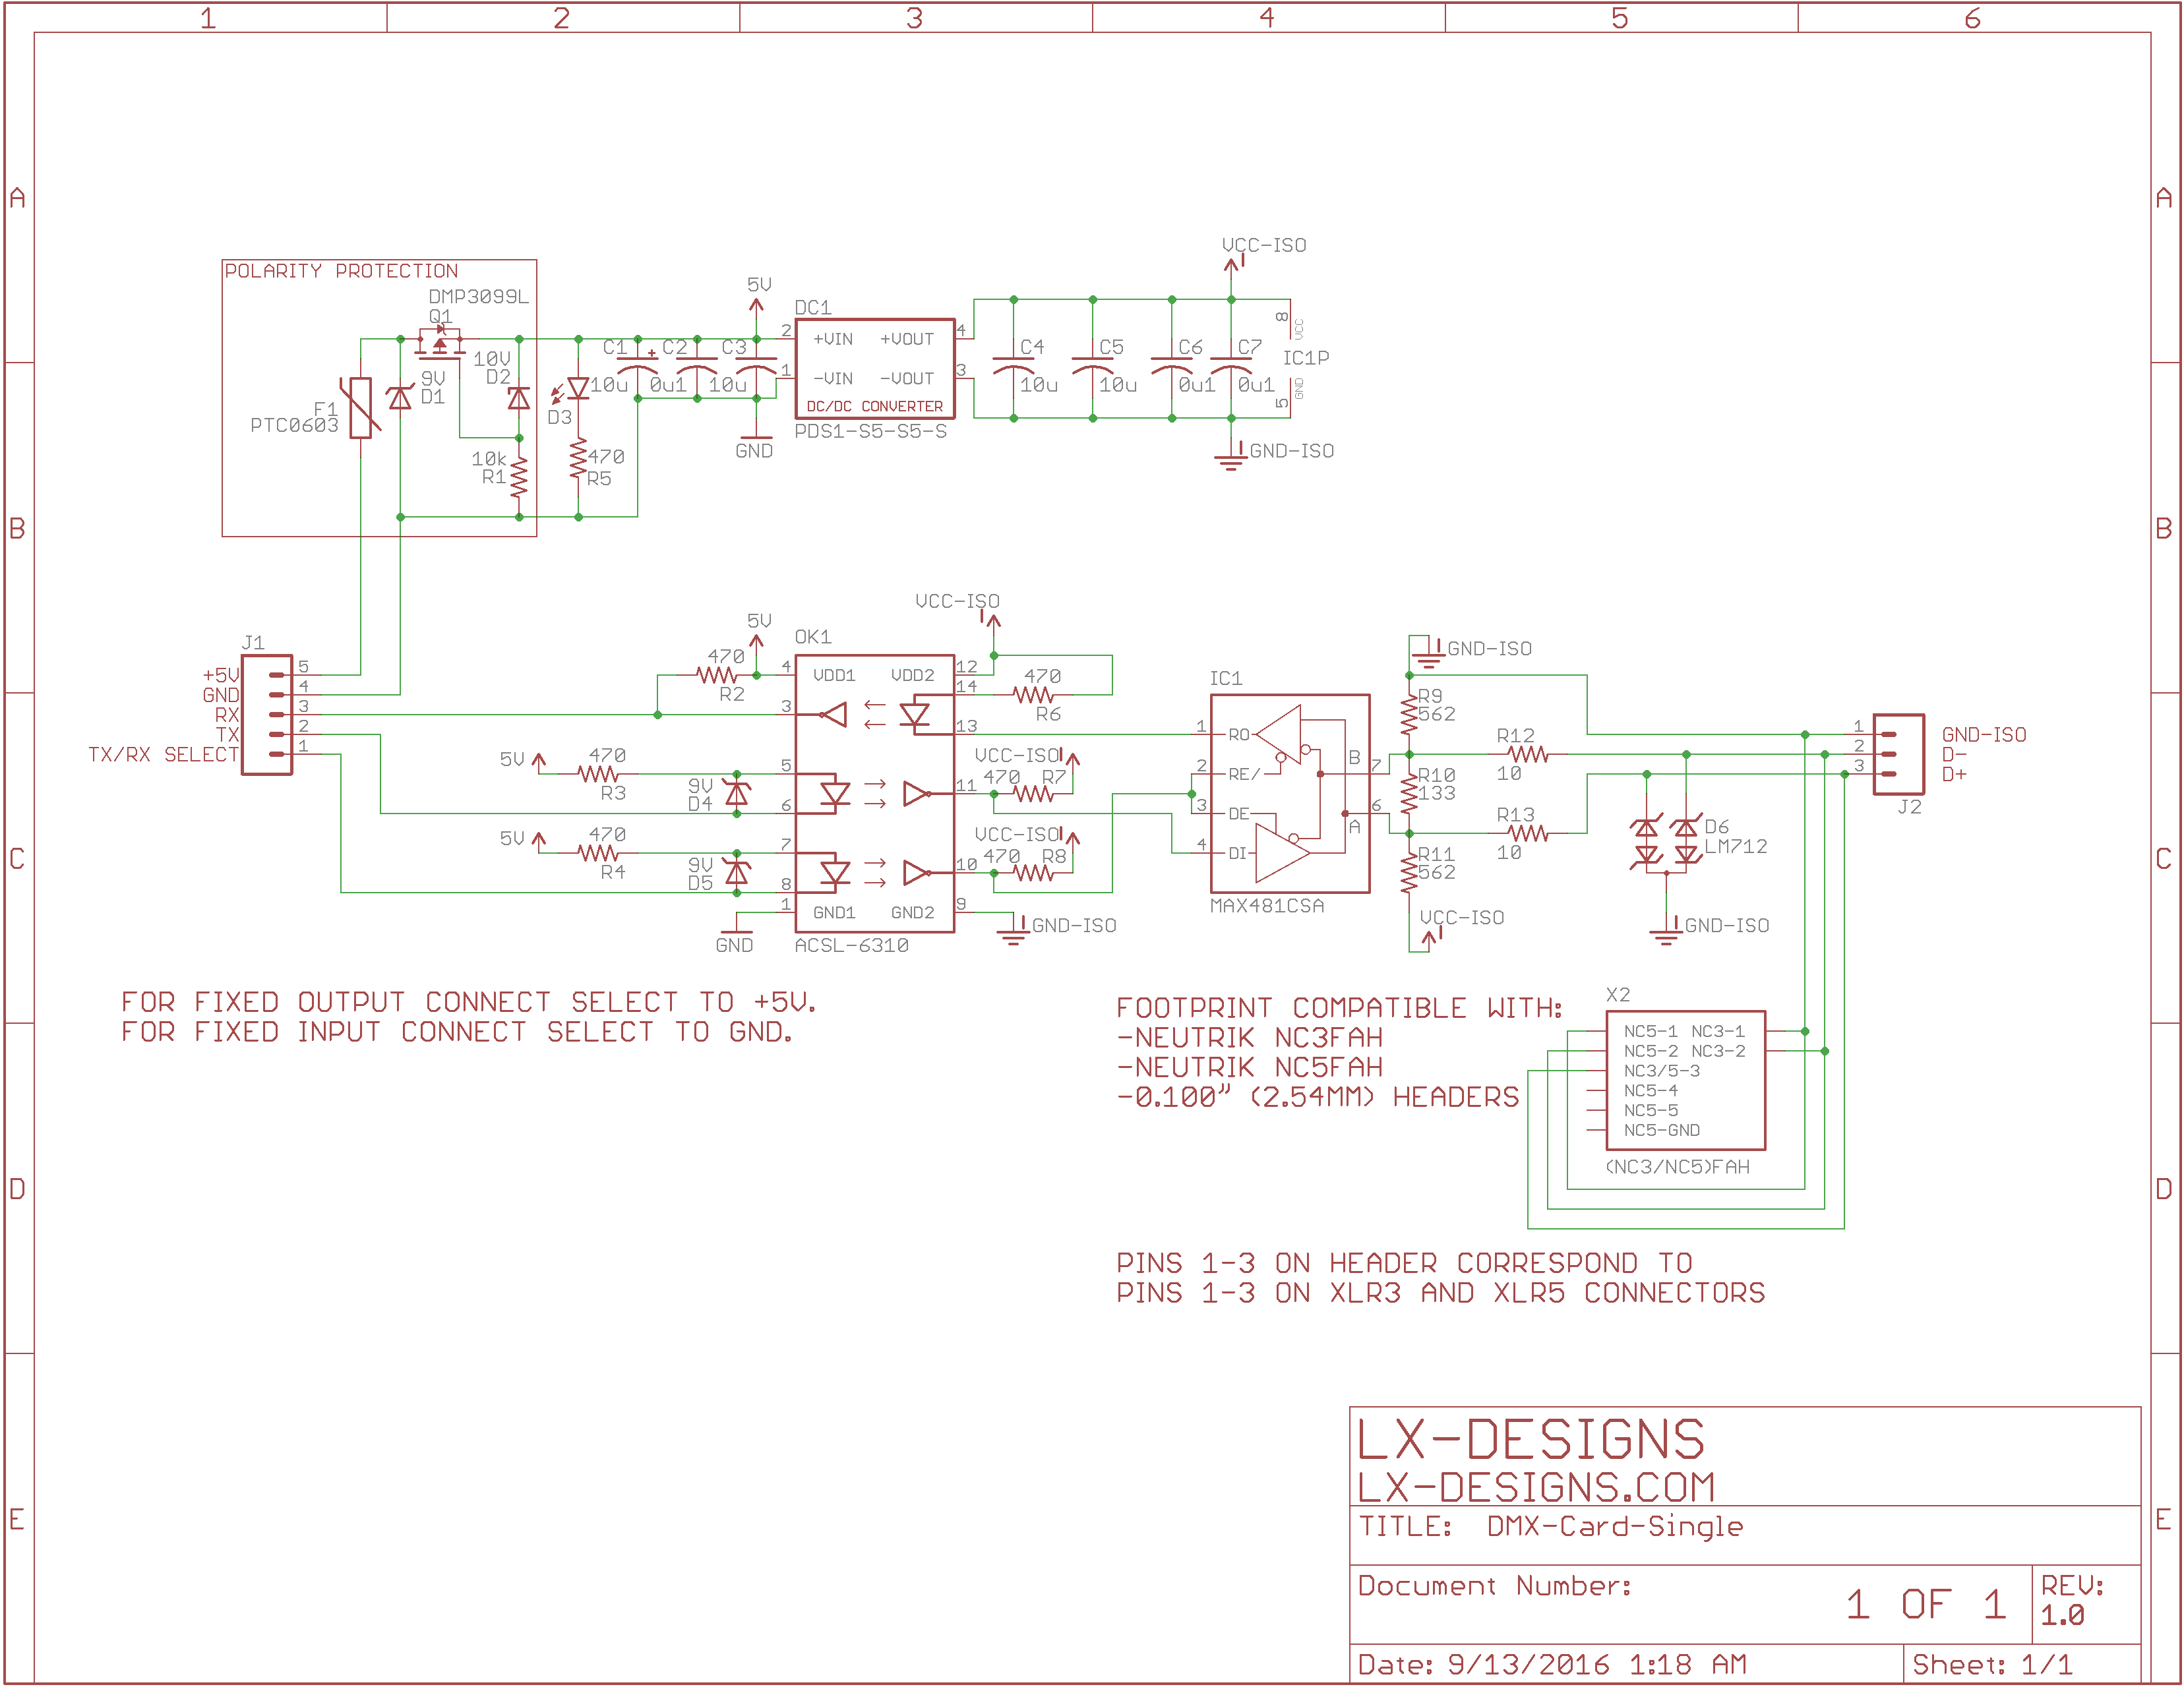 1 2 3 4 5 6
A A
B B
C C
D D
E E
POLARITY PROTECTION
DMP3099L
Q1
10V
D2
9V
D1
F1
PTC0603
10k
R1
D3
470
R5
C1 + C2 C3
10u 0u1 10u
5V
GND
DC1
2 +VIN +VOUT 4
1 -VIN -VOUT 3
DC/DC CONVERTER
PDS1-S5-S5-S
VCC-ISO
C4 C5 C6 C7
10u 10u 0u1 0u1
8 VCC
IC1P
5 GND
GND-ISO
J1
+5V 5
GND 4
RX 3
TX 2
TX/RX SELECT 1
5V
470
R2
5V 470
R3
9V
D4
5V 470
R4
9V
D5
GND
OK1
4 VDD1 VDD2 12
14
3
13
5
11
6
7
10
8
1 GND1 GND2 9
ACSL-6310
VCC-ISO
470
R6
VCC-ISO
470 R7
VCC-ISO
470 R8
GND-ISO
IC1
1 RO
2 RE/ B 7
3 DE A 6
4 DI
MAX481CSA
GND-ISO
R9
562
R10
133
R11
562
VCC-ISO
R12
10
R13
10
D6
LM712
GND-ISO
1 GND-ISO
2 D-
3 D+
J2
FOR FIXED OUTPUT CONNECT SELECT TO +5V.
FOR FIXED INPUT CONNECT SELECT TO GND.
FOOTPRINT COMPATIBLE WITH:
-NEUTRIK NC3FAH
-NEUTRIK NC5FAH
-0.100" (2.54MM) HEADERS
X2
NC5-1 NC3-1
NC5-2 NC3-2
NC3/5-3
NC5-4
NC5-5
NC5-GND
(NC3/NC5)FAH
PINS 1-3 ON HEADER CORRESPOND TO
PINS 1-3 ON XLR3 AND XLR5 CONNECTORS
LX-DESIGNS
LX-DESIGNS.COM
TITLE: DMX-Card-Single
Document Number:
1 OF 1
REV:
1.0
Date: 9/13/2016 1:18 AM
Sheet: 1/1